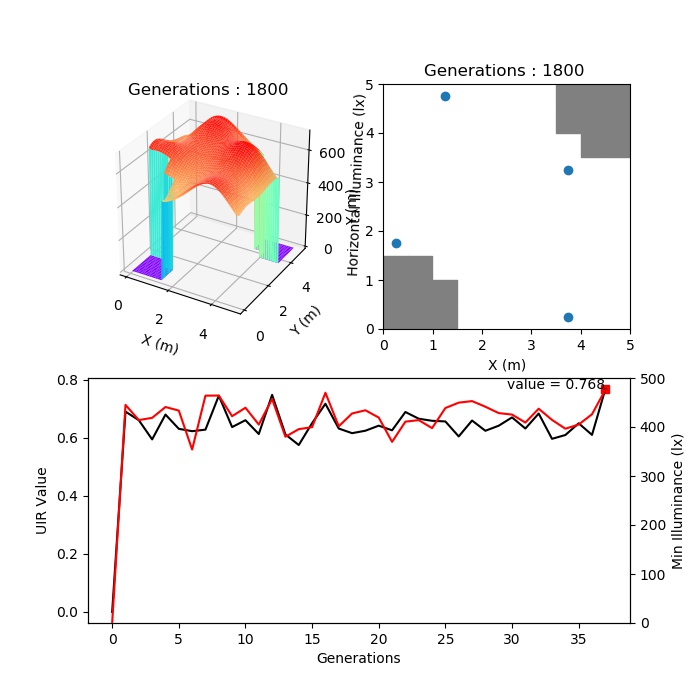 Generations : 1800
600
400
200
0
0
2
4
X (m)
0
2
4
Y (m)
Horizontal Illuminance (lx)
Generations : 1800
5
4
3
2
1
0
Y (m)
0 1 2 3 4 5
X (m)
value = 0.768
0.8
0.6
0.4
0.2
0.0
UIR Value
500
400
300
200
100
0
Min Illuminance (lx)
0 5 10 15 20 25 30 35
Generations